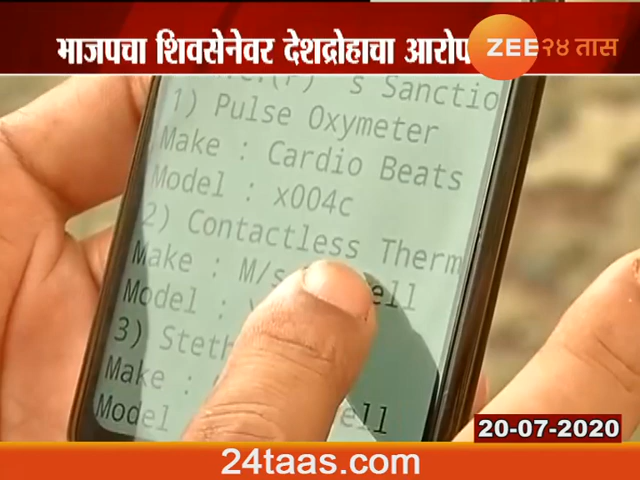 भाजपचा शिवसेनेवर देशद्रोहाचा आरोप
ZEE २४ तास
s Sanctio
1) Pulse Oxymeter
Make : Cardio Beats
Model : x004c
2) Contactless Therm
Make : M/s
Model :
3)
Make :
Model
20-07-2020
24taas.com